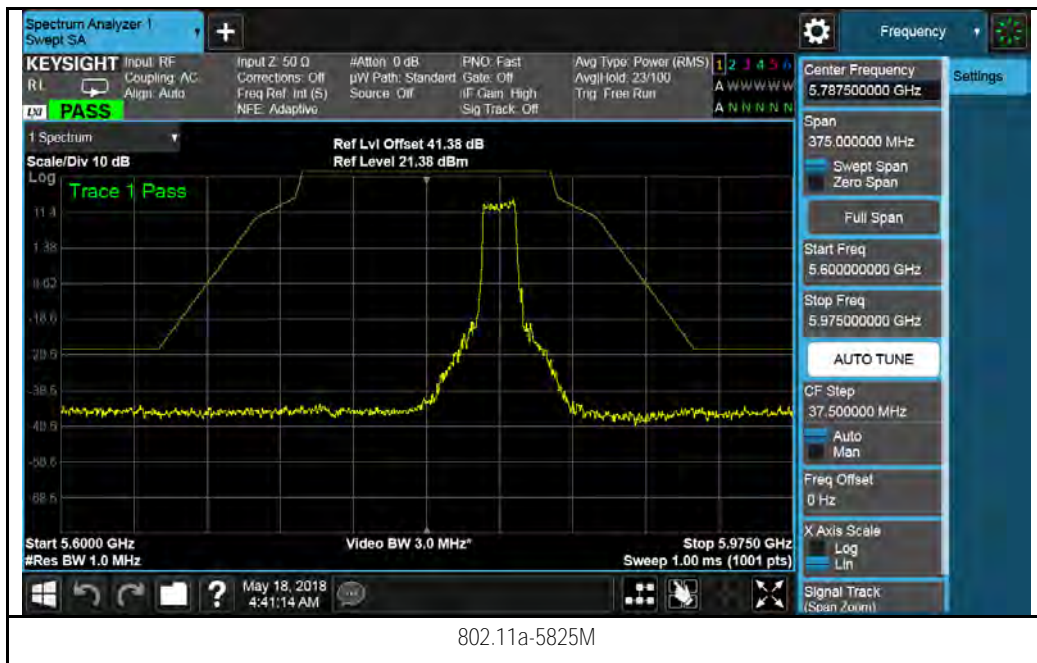 Spectrum Analyzer 1
Swept SA
+
Frequency
KEYSIGHT
RL
LXI
PASS
Input: RF
Coupling: AC
Align: Auto
Input Z: 50 Ω
Corrections: Off
Freq Ref: Int (S)
NFE: Adaptive
#Atten: 0 dB
µW Path: Standard
Source: Off
PNO: Fast
Gate: Off
IF Gain: High
Sig Track: Off
Avg Type: Power (RMS)
Avg|Hold: 23/100
Trig: Free Run
1 2 3 4 5 6
A W W W W W
A N N N N N
1 Spectrum
Scale/Div 10 dB
Ref Lvl Offset 41.38 dB
Ref Level 21.38 dBm
Log
Trace 1 Pass
11.4
1.38
-8.62
-18.6
-28.6
-38.6
-48.6
-58.6
-68.6
Start 5.6000 GHz
#Res BW 1.0 MHz
Video BW 3.0 MHz*
Stop 5.9750 GHz
Sweep 1.00 ms (1001 pts)
Center Frequency
5.787500000 GHz
Settings
Span
375.000000 MHz
Swept Span
Zero Span
Full Span
Start Freq
5.600000000 GHz
Stop Freq
5.975000000 GHz
AUTO TUNE
CF Step
37.500000 MHz
Auto
Man
Freq Offset
0 Hz
X Axis Scale
Log
Lin
Signal Track
(Span Zoom)
?
May 18, 2018
4:41:14 AM
802.11a-5825M